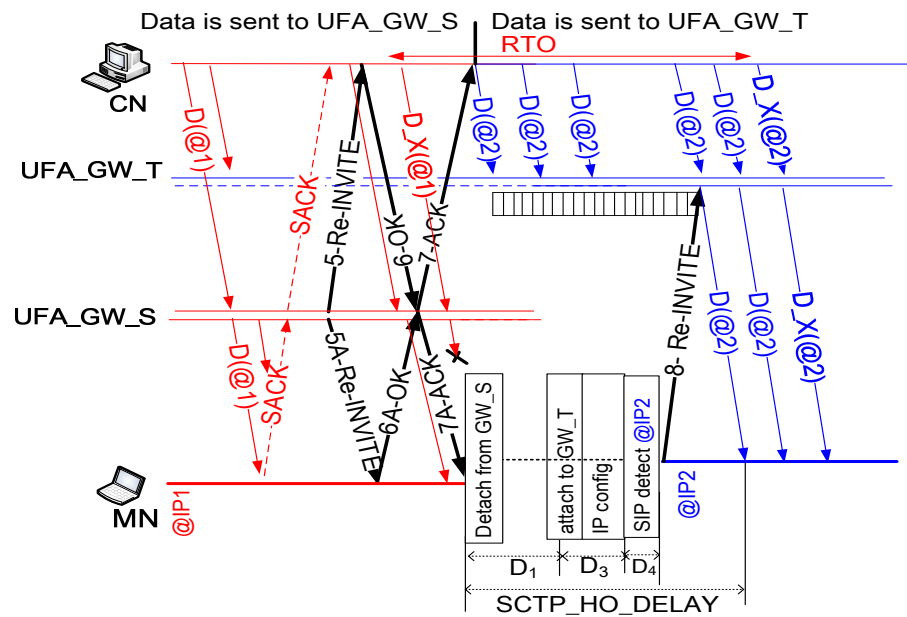 Data is sent to UFA_GW_S
Data is sent to UFA_GW_T
RTO
CN
D(@1)
SACK
5-Re-INVITE
6-OK
D_X(@1)
7-ACK
D(@2)
D(@2)
D(@2)
D(@2)
D(@2)
D_X(@2)
UFA_GW_T
UFA_GW_S
D(@1)
SACK
5A-Re-INVITE
6A-OK
7A-ACK
8- Re-INVITE
D(@2)
D(@2)
D_X(@2)
Detach from GW_S
attach to GW_T
IP config
SIP detect @IP2
MN
@IP1
@IP2
D1
D3
D4
SCTP_HO_DELAY